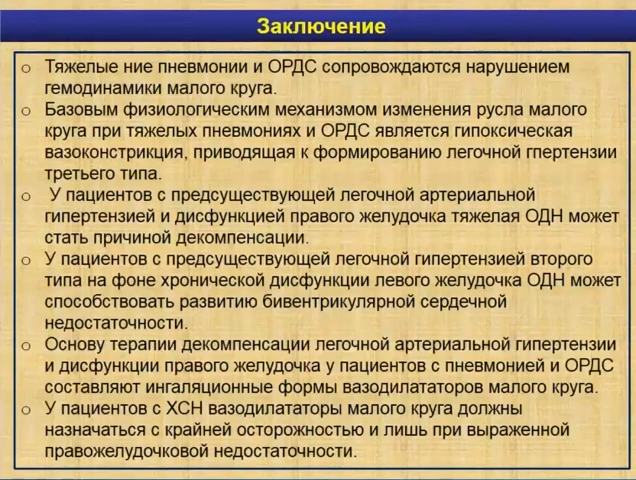 Заключение
o Тяжелые ние пневмонии и ОРДС сопровождаются нарушением
гемодинамики малого круга.
o Базовым физиологическим механизмом изменения русла малого
круга при тяжелых пневмониях и ОРДС является гипоксическая
вазоконстрикция, приводящая к формированию легочной гпертензии
третьего типа.
o У пациентов с предсуществующей легочной артериальной
гипертензией и дисфункцией правого желудочка тяжелая ОДН может
стать причиной декомпенсации.
o У пациентов с предсуществующей легочной гипертензией второго
типа на фоне хронической дисфункции левого желудочка ОДН может
способствовать развитию бивентрикулярной сердечной
недостаточности.
o Основу терапии декомпенсации легочной артериальной гипертензии
и дисфункции правого желудочка у пациентов с пневмонией и ОРДС
составляют ингаляционные формы вазодилататоров малого круга.
o У пациентов с ХСН вазодилататоры малого круга должны
назначаться с крайней осторожностью и лишь при выраженной
правожелудочковой недостаточности.